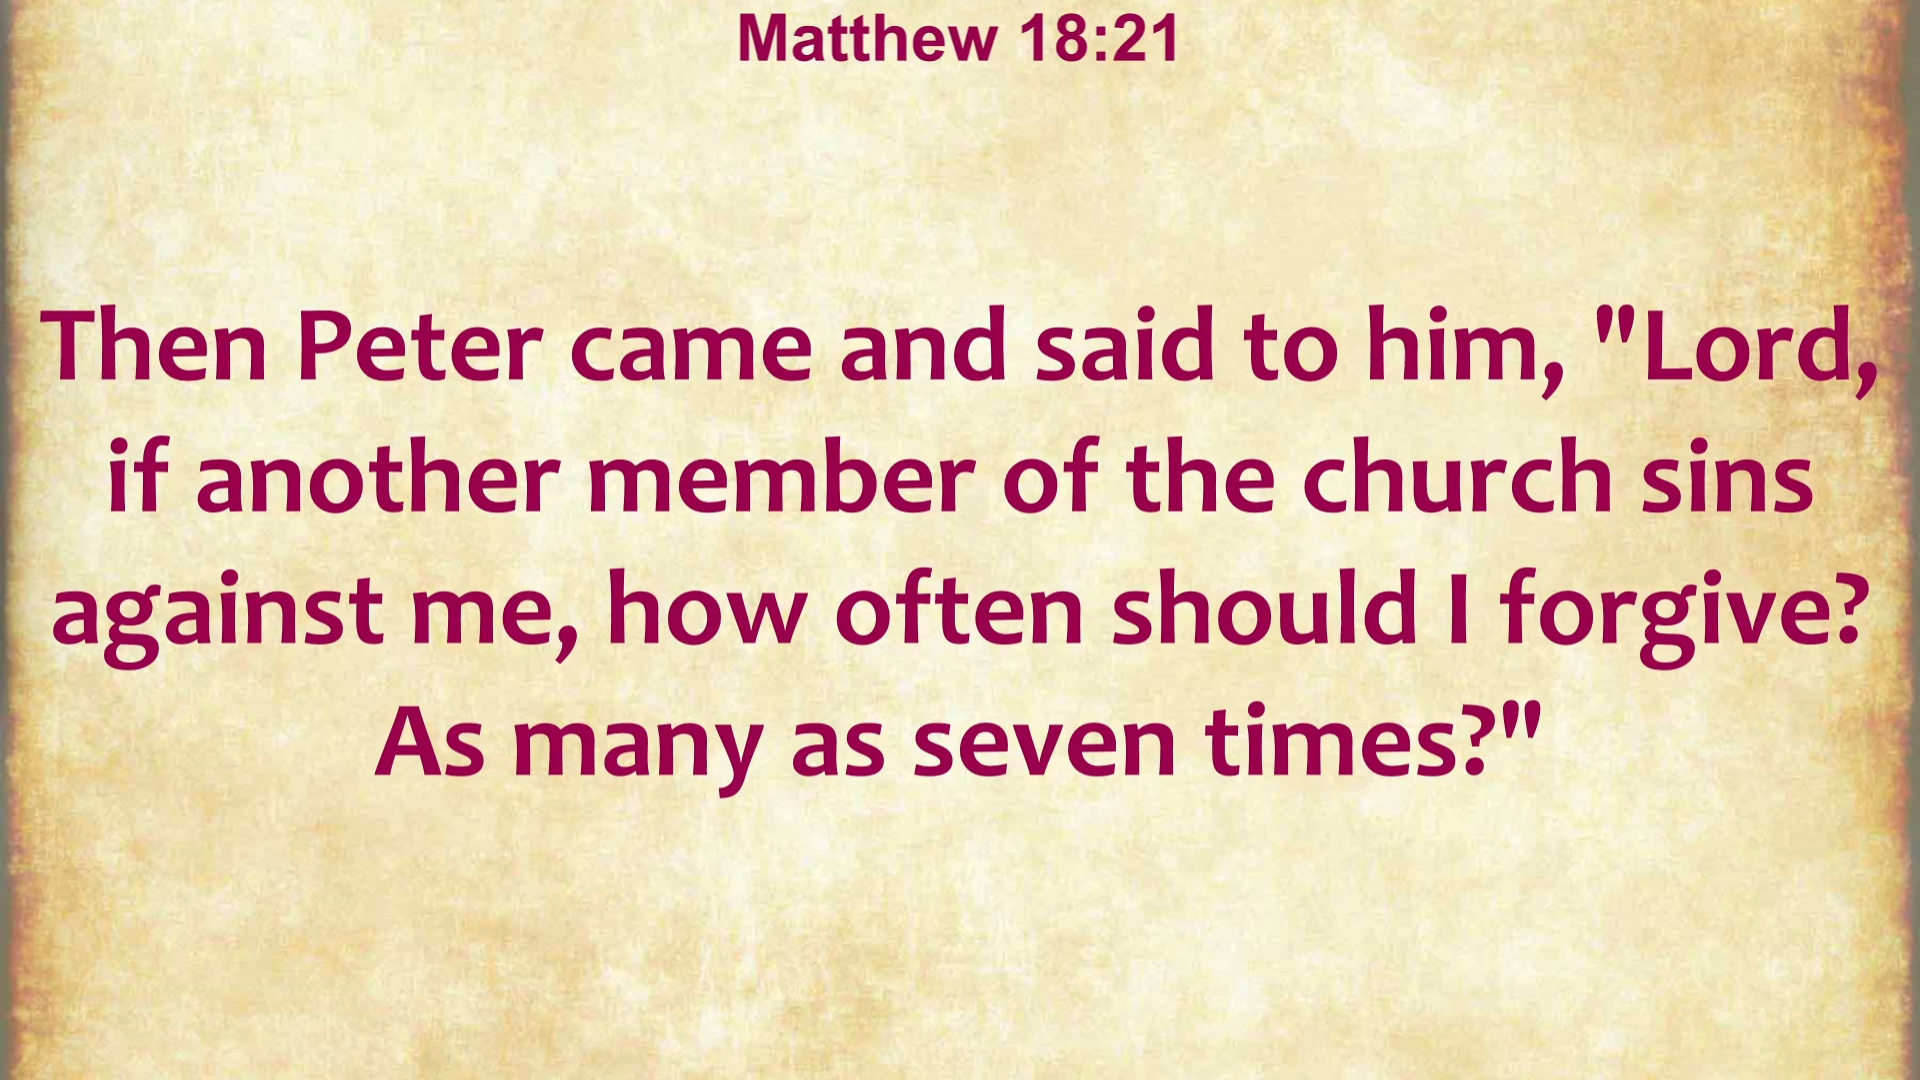 Matthew 18:21
Then Peter came and said to him, "Lord,
if another member of the church sins
against me, how often should I forgive?
As many as seven times?"